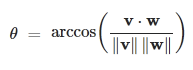 θ = arccos( v · w / ‖v‖ ‖w‖ )